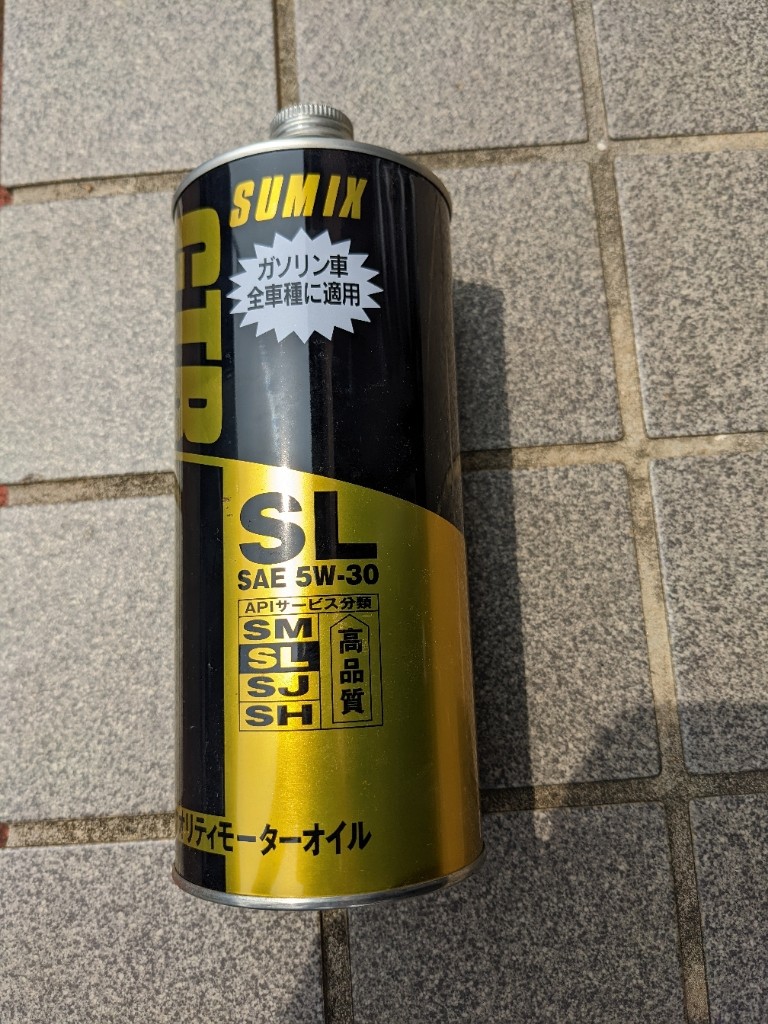 SUMIX
ガソリン車
全車種に適用
SL
SAE 5W-30
APIサービス分類
SM
SL
SJ
SH
高品質
リティモーターオイル